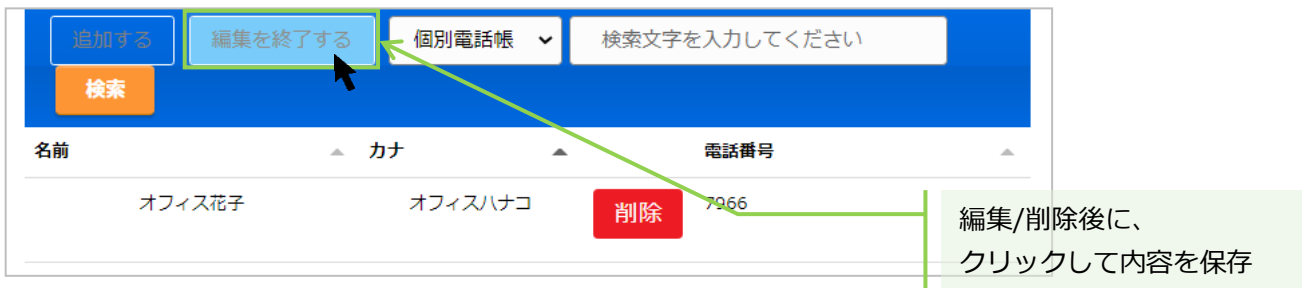 追加する 編集を終了する 個別電話帳 検索文字を入力してください
検索
名前 カナ 電話番号
オフィス花子 オフィスハナコ 削除 7966
編集/削除後に、
クリックして内容を保存